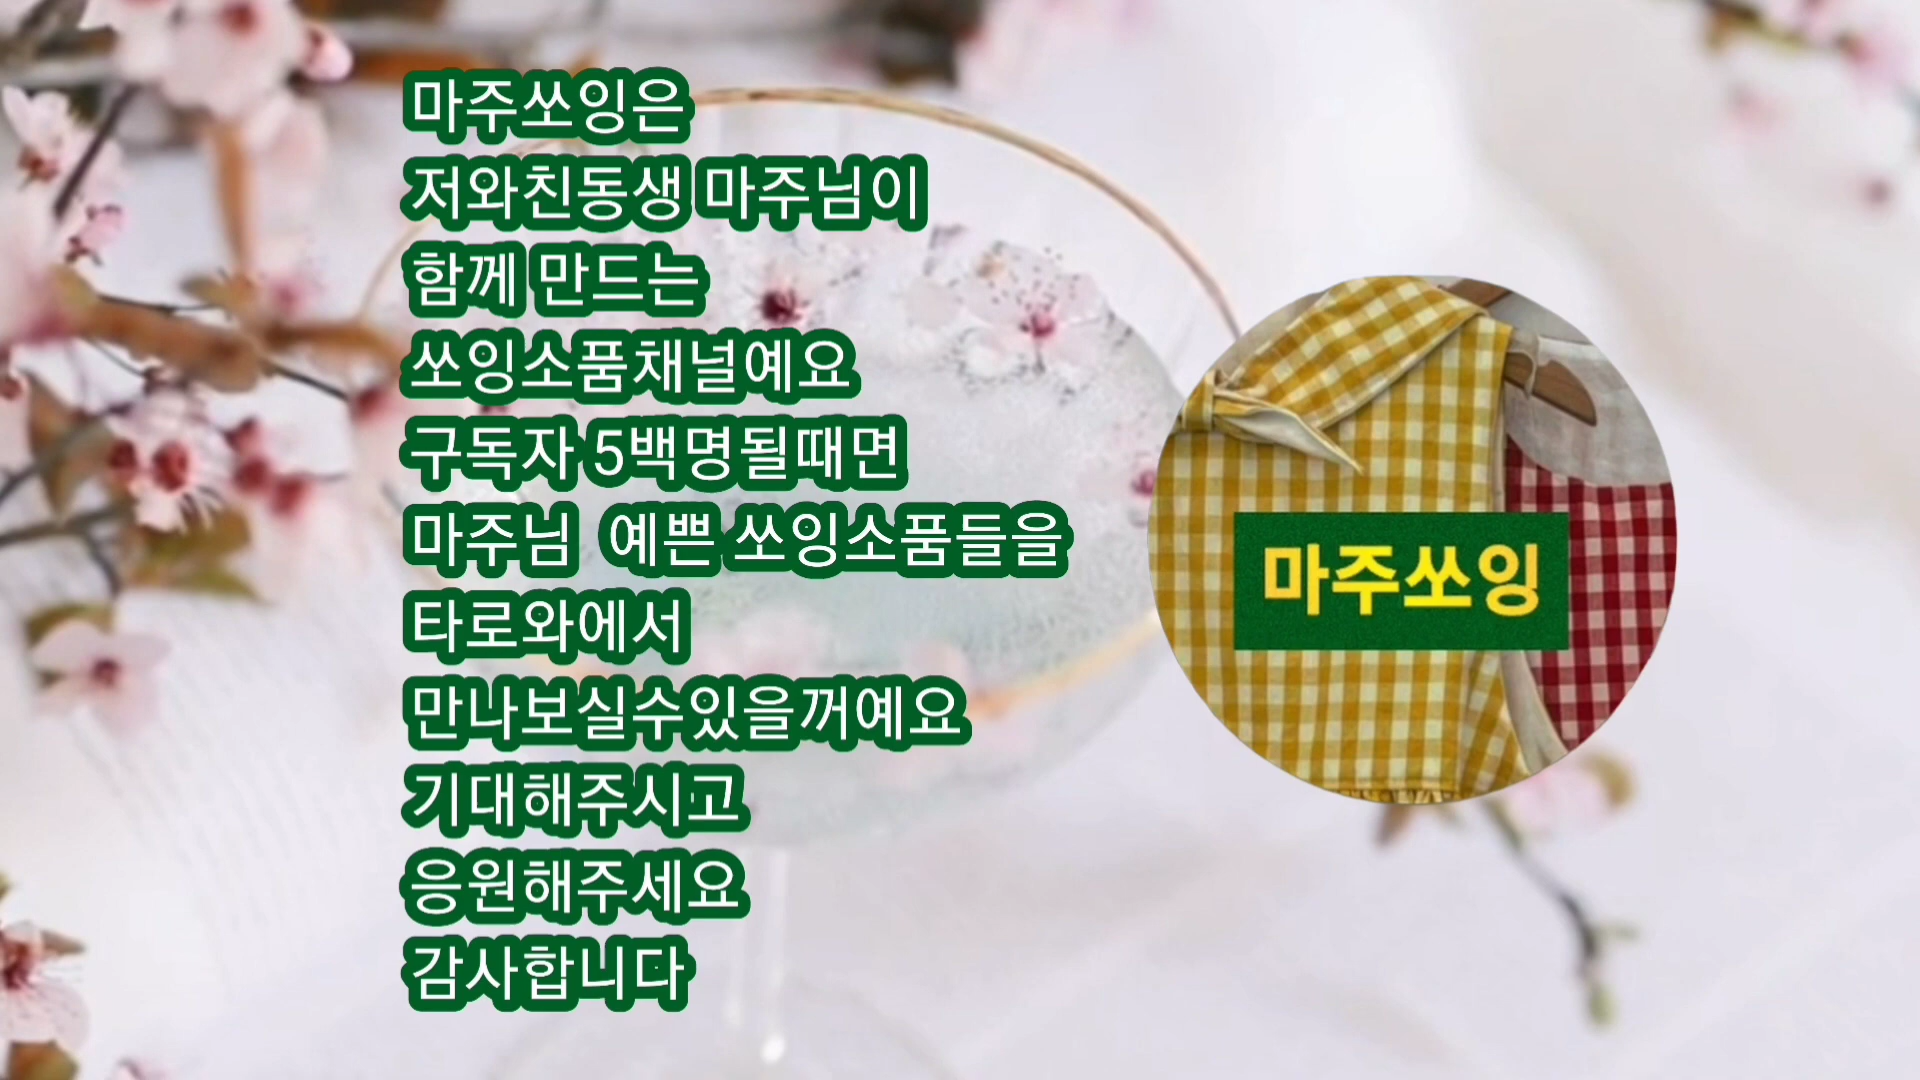 마주쏘잉은
저와친동생 마주님이
함께 만드는
쏘잉소품채널예요
구독자 5백명될때면
마주님  예쁜 쏘잉소품들을
타로와에서
만나보실수있을꺼예요
기대해주시고
응원해주세요
감사합니다
마주쏘잉